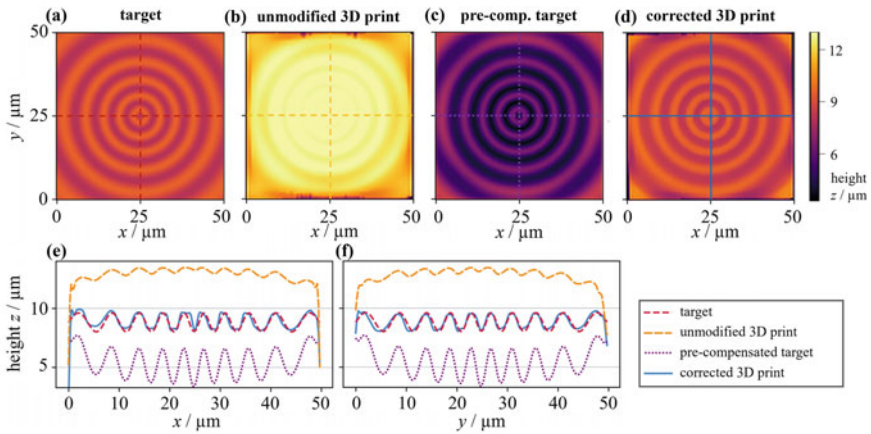 (a) target
(b) unmodified 3D print
(c) pre-comp. target
(d) corrected 3D print
50
25
0
y / µm
0 25 50
x / µm
0 25 50
x / µm
0 25 50
x / µm
0 25 50
x / µm
12
9
6
height
z / µm
(e)
(f)
10
5
height z / µm
0 10 20 30 40 50
x / µm
0 10 20 30 40 50
y / µm
target
unmodified 3D print
pre-compensated target
corrected 3D print